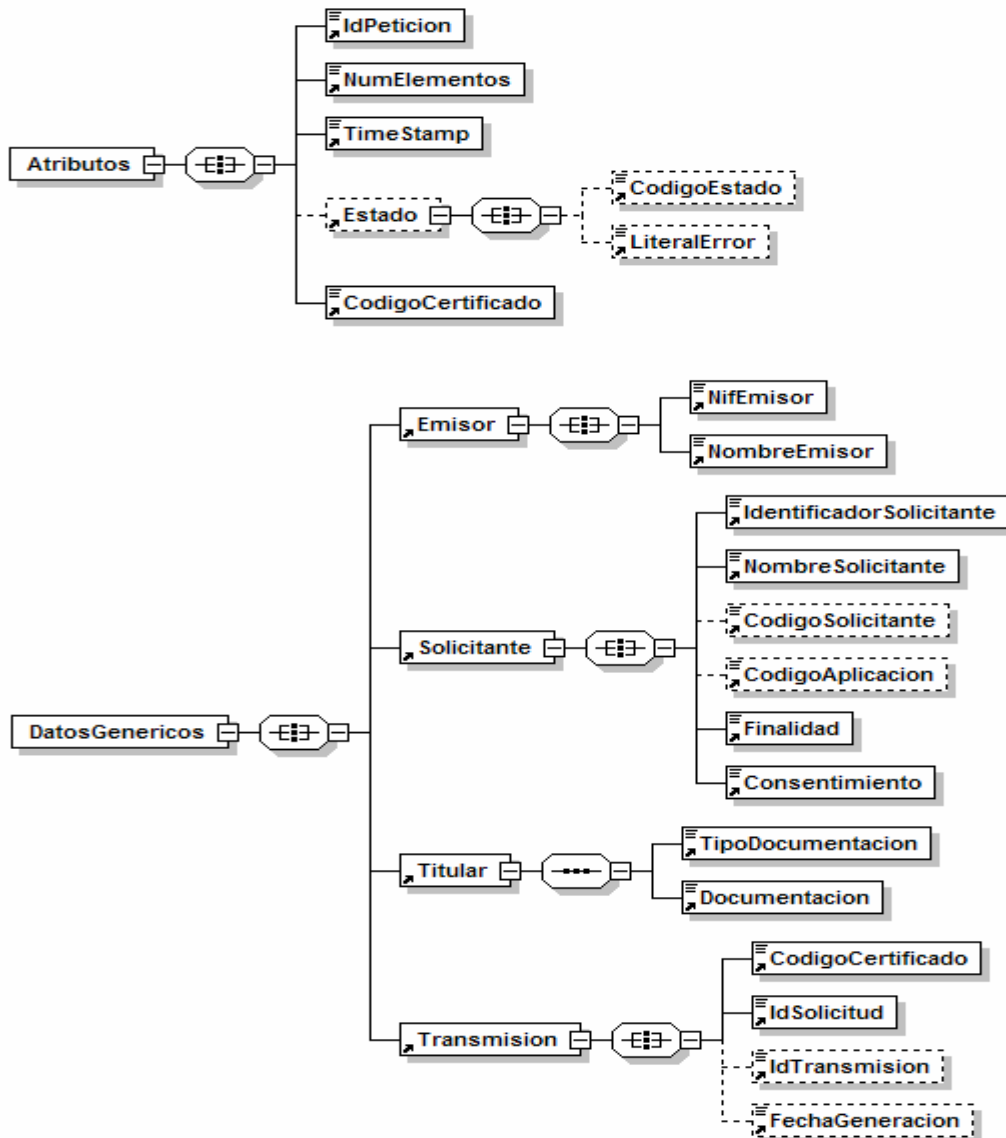 IdPeticion
NumElementos
TimeStamp
Atributos
CodigoEstado
Estado
LiteralError
CodigoCertificado
NifEmisor
Emisor
NombreEmisor
IdentificadorSolicitante
NombreSolicitante
CodigoSolicitante
Solicitante
CodigoAplicacion
DatosGenericos
Finalidad
Consentimiento
TipoDocumentacion
Titular
Documentacion
CodigoCertificado
IdSolicitud
Transmision
IdTransmision
FechaGeneracion